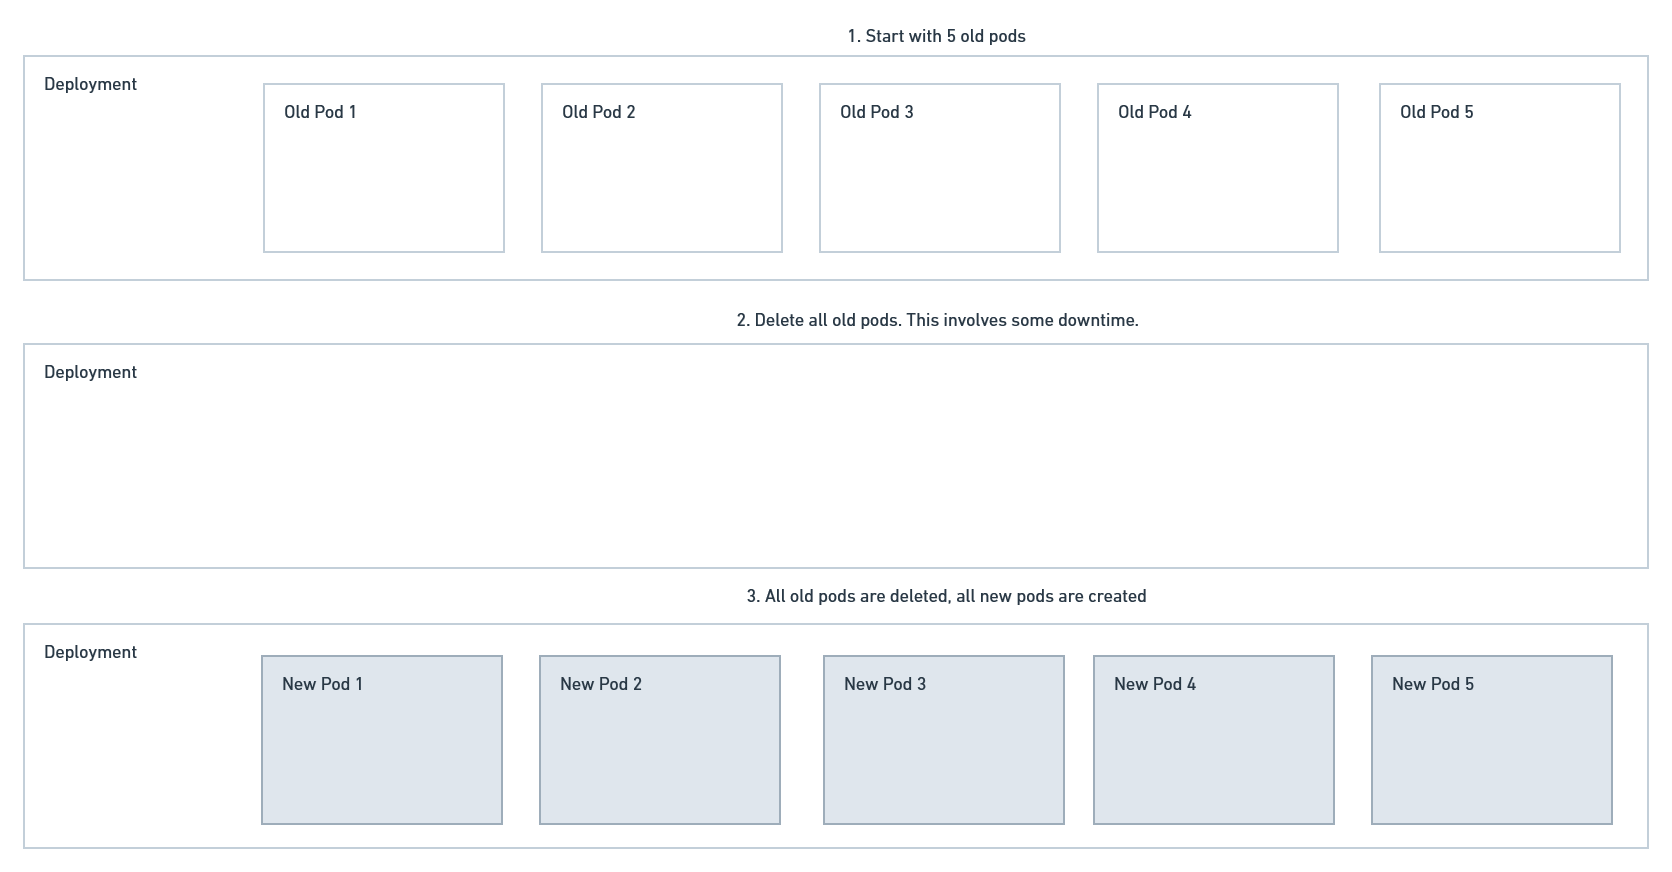 1. Start with 5 old pods
Deployment
Old Pod 1
Old Pod 2
Old Pod 3
Old Pod 4
Old Pod 5
2. Delete all old pods. This involves some downtime.
Deployment
3. All old pods are deleted, all new pods are created
Deployment
New Pod 1
New Pod 2
New Pod 3
New Pod 4
New Pod 5